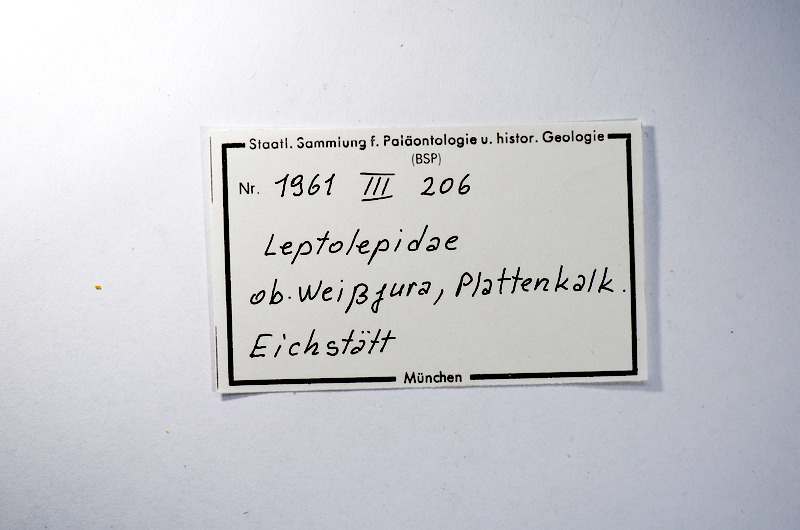 Staatl. Sammlung f. Paläontologie u. histor. Geologie
(BSP)
Nr. 1961 III 206
Leptolepidae
ob. Weißjura, Plattenkalk.
Eichstätt
München